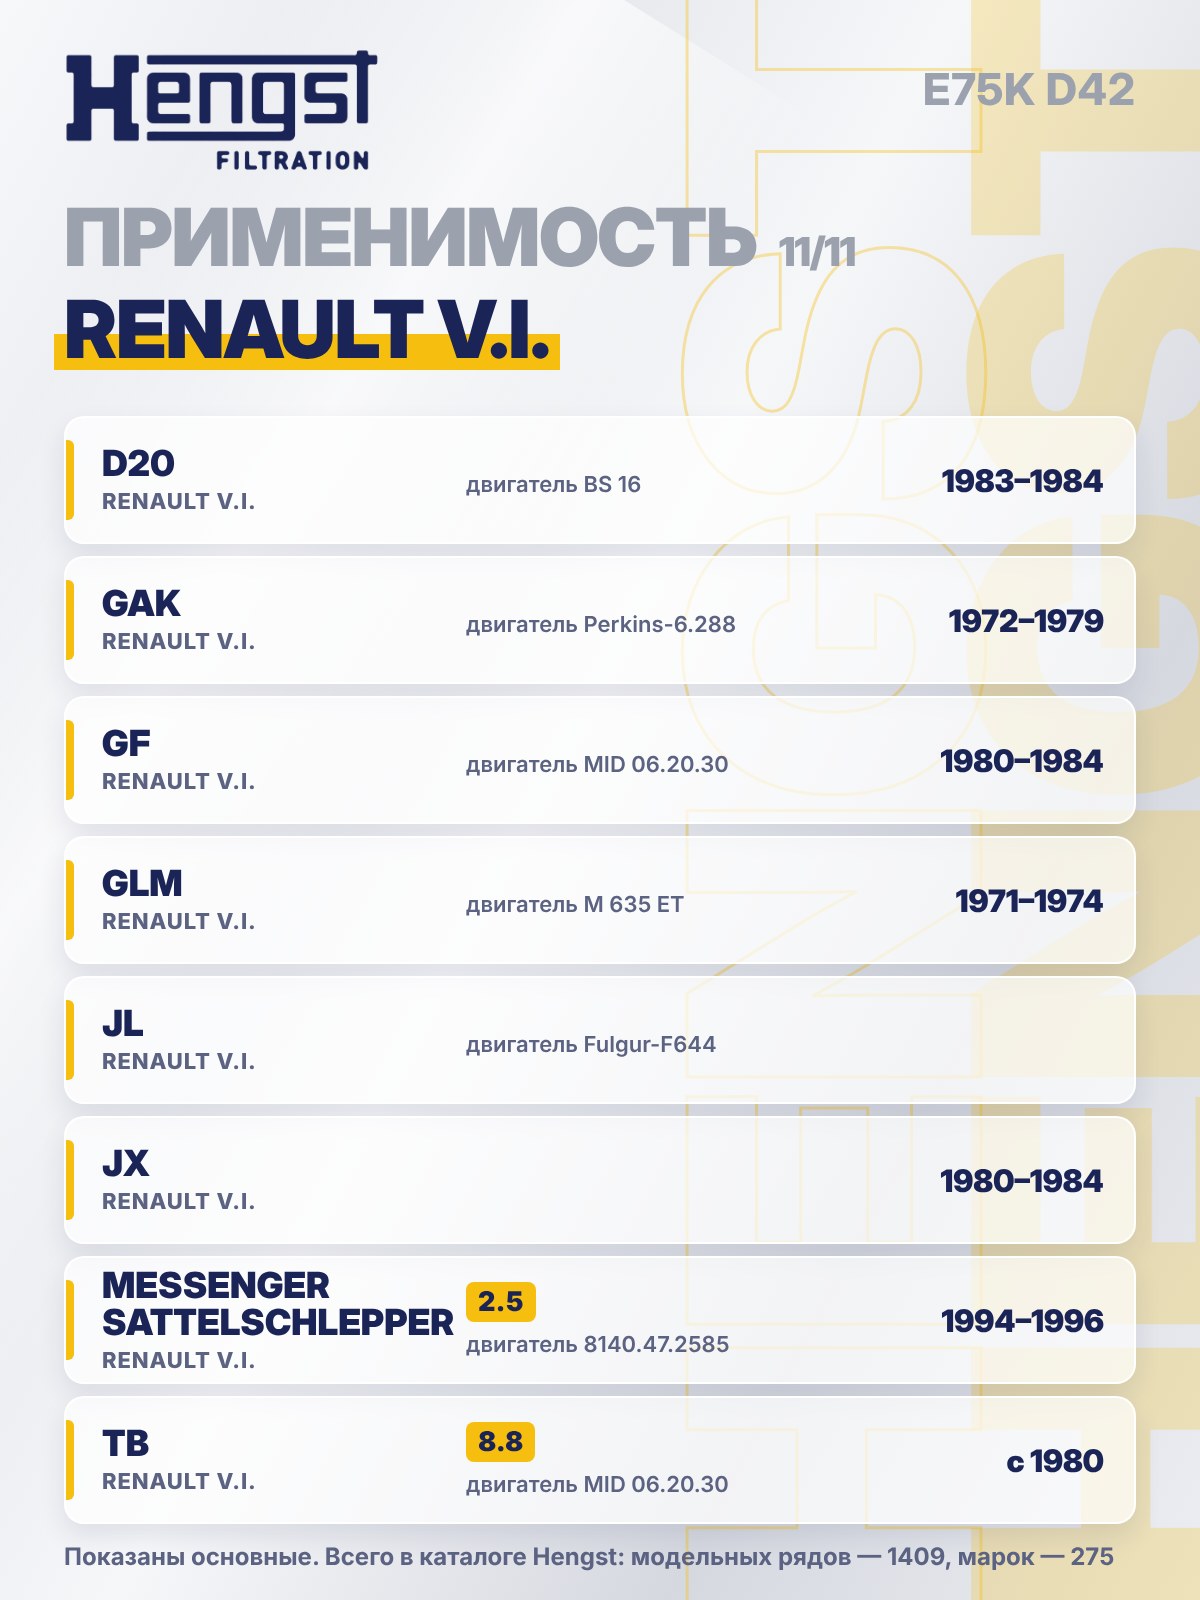 Hengst
FILTRATION
E75K D42
ПРИМЕНИМОСТЬ 11/11
RENAULT V.I.
D20
RENAULT V.I.
двигатель BS 16
1983–1984
GAK
RENAULT V.I.
двигатель Perkins-6.288
1972–1979
GF
RENAULT V.I.
двигатель MID 06.20.30
1980–1984
GLM
RENAULT V.I.
двигатель M 635 ET
1971–1974
JL
RENAULT V.I.
двигатель Fulgur-F644
JX
RENAULT V.I.
1980–1984
MESSENGER
SATTELSCHLEPPER
RENAULT V.I.
2.5
двигатель 8140.47.2585
1994–1996
TB
RENAULT V.I.
8.8
двигатель MID 06.20.30
с 1980
Показаны основные. Всего в каталоге Hengst: модельных рядов — 1409, марок — 275
HENGST
HENGST